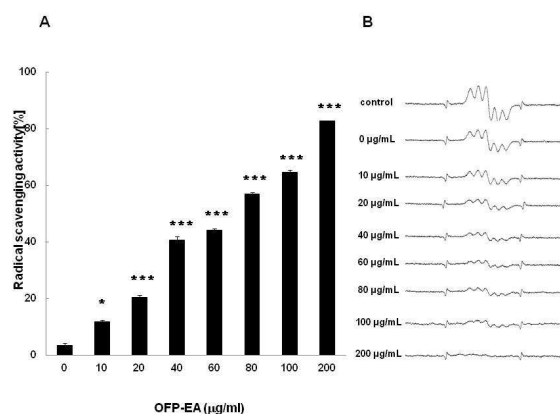 A
B
Radical scavenging activity[%]
100
80
60
40
20
0
*
***
***
***
***
***
***
0 10 20 40 60 80 100 200
OFP-EA (µg/ml)
control
0 µg/mL
10 µg/mL
20 µg/mL
40 µg/mL
60 µg/mL
80 µg/mL
100 µg/mL
200 µg/mL